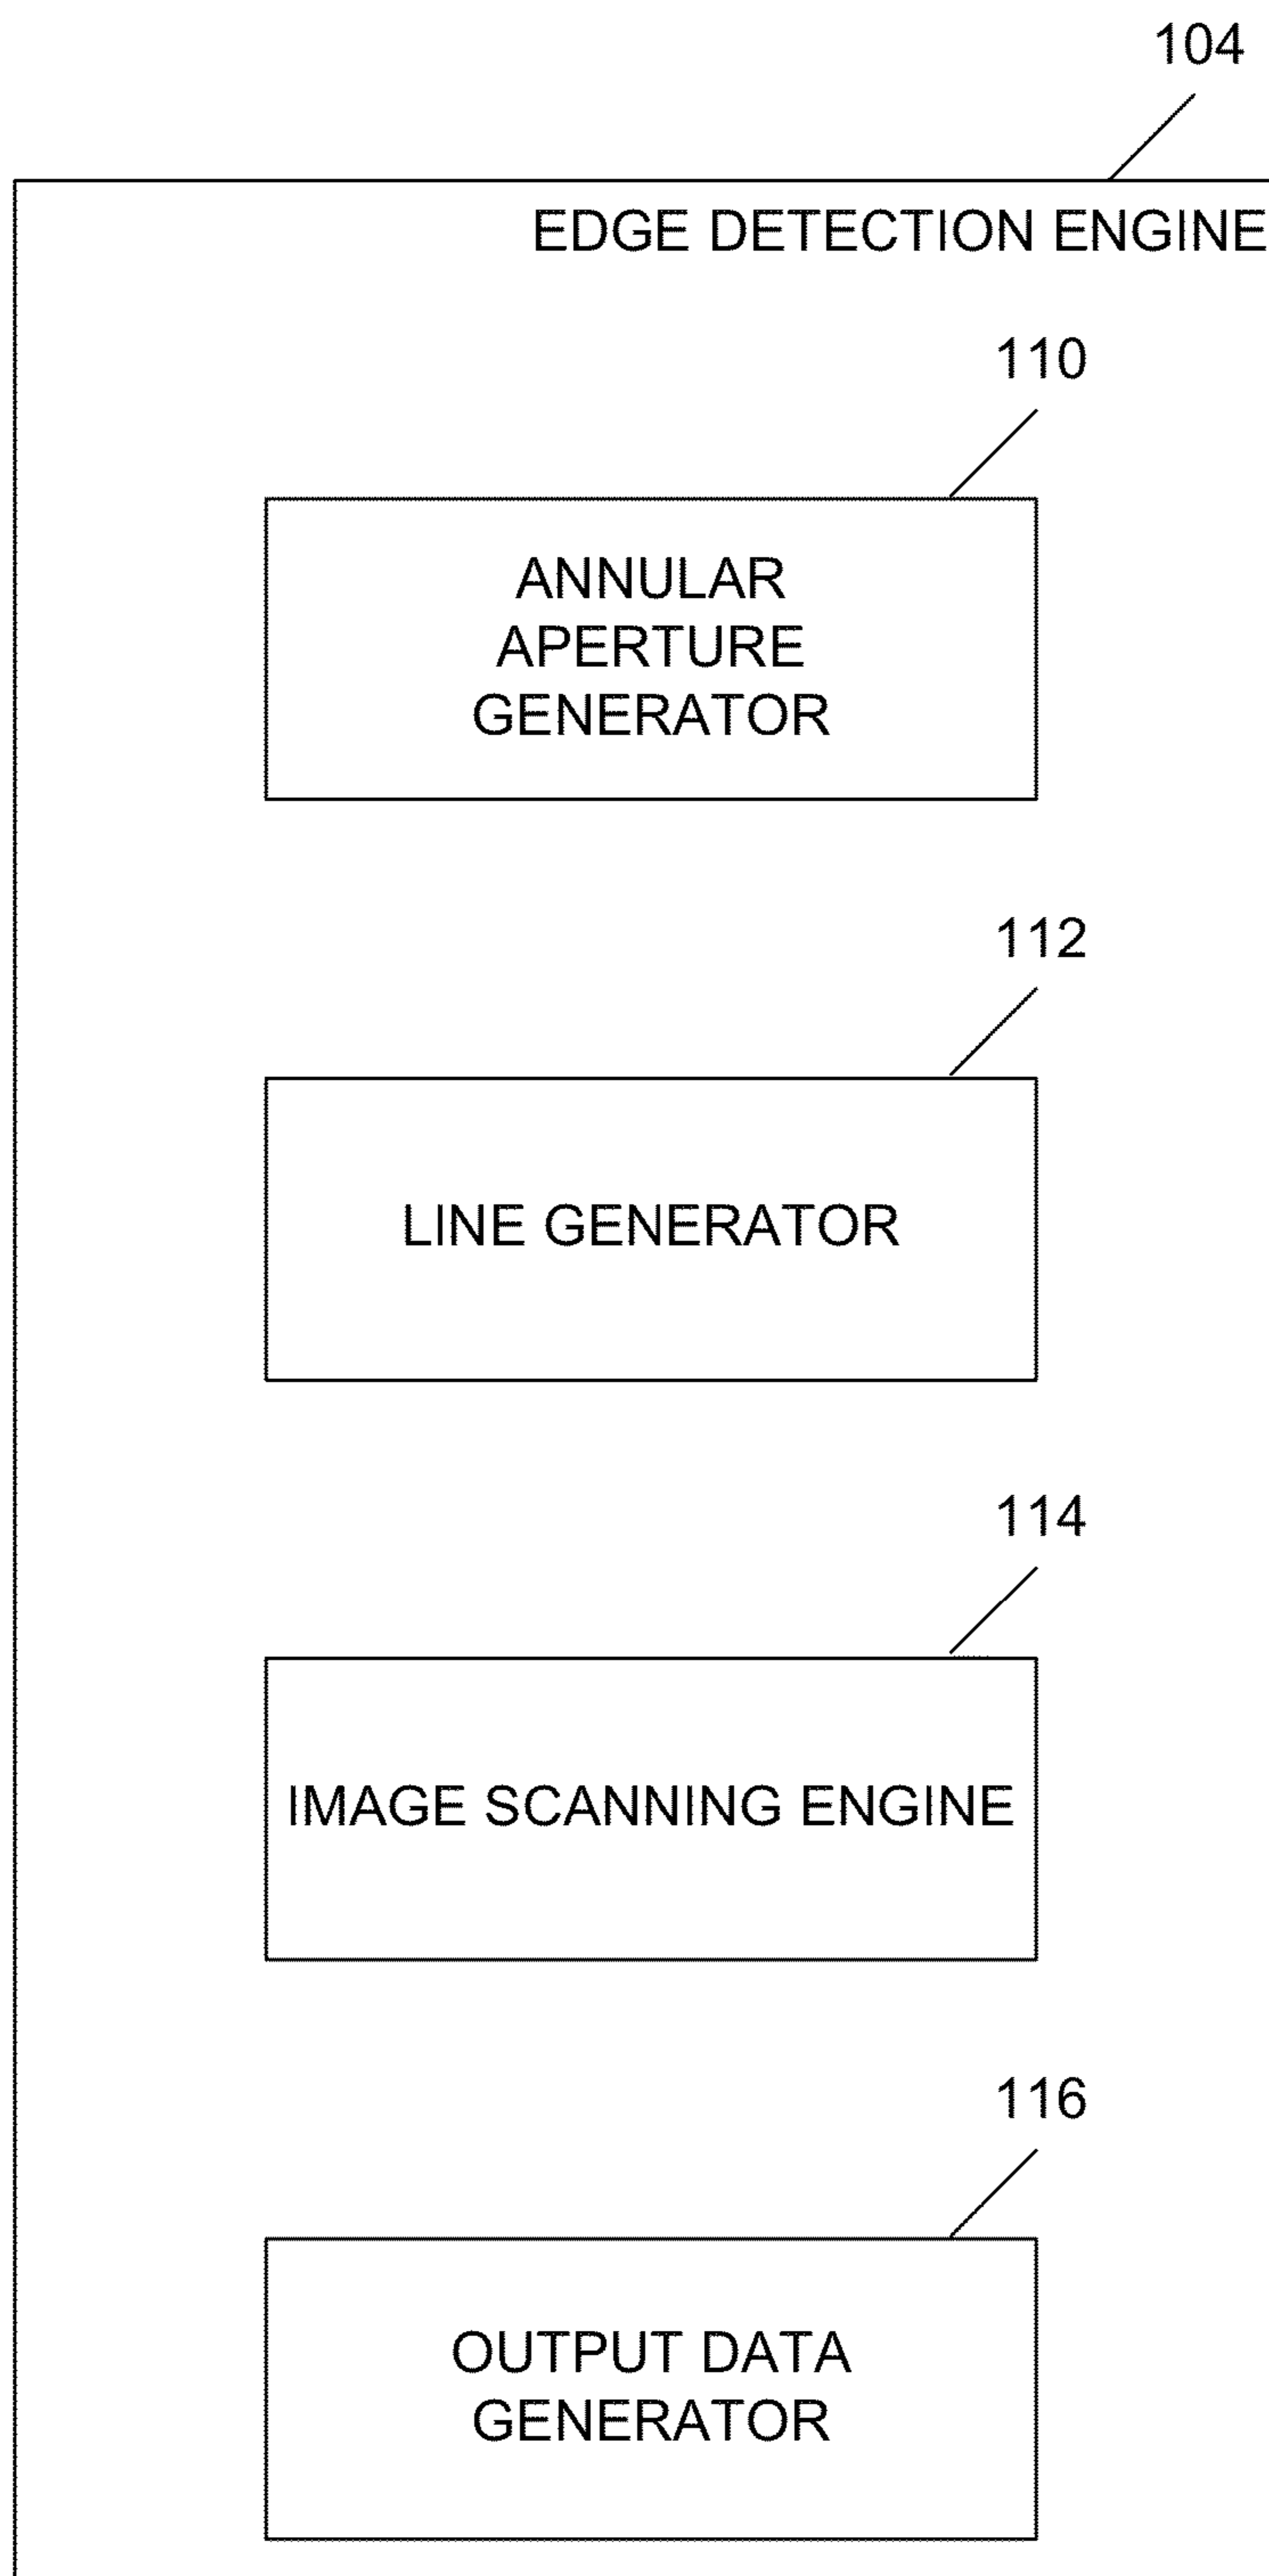 104
EDGE DETECTION ENGINE
110
ANNULAR
APERTURE
GENERATOR
112
LINE GENERATOR
114
IMAGE SCANNING ENGINE
116
OUTPUT DATA
GENERATOR